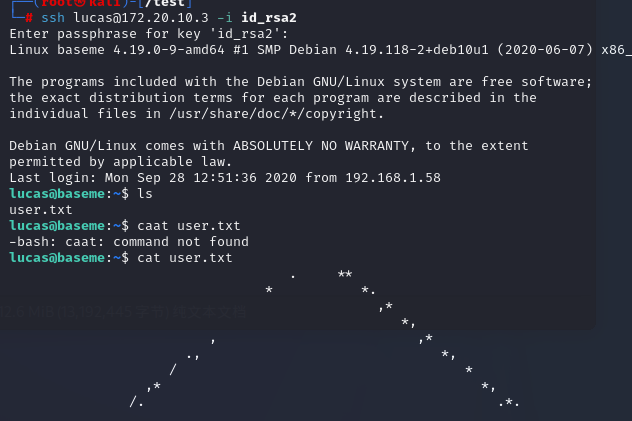 ──(root㉿kali)-[/test]
└─# ssh lucas@172.20.10.3 -i id_rsa2
Enter passphrase for key 'id_rsa2':
Linux baseme 4.19.0-9-amd64 #1 SMP Debian 4.19.118-2+deb10u1 (2020-06-07) x86_
The programs included with the Debian GNU/Linux system are free software;
the exact distribution terms for each program are described in the
individual files in /usr/share/doc/*/copyright.
Debian GNU/Linux comes with ABSOLUTELY NO WARRANTY, to the extent
permitted by applicable law.
Last login: Mon Sep 28 12:51:36 2020 from 192.168.1.58
lucas@baseme:~$ ls
user.txt
lucas@baseme:~$ caat user.txt
-bash: caat: command not found
lucas@baseme:~$ cat user.txt
                                   .     **
                                *           *.
                                              ,*
                                                 *,
                         ,                         ,*
                      .,                              *,
                    /                                    *
                 ,*                                        *,
               /.                                            .*.